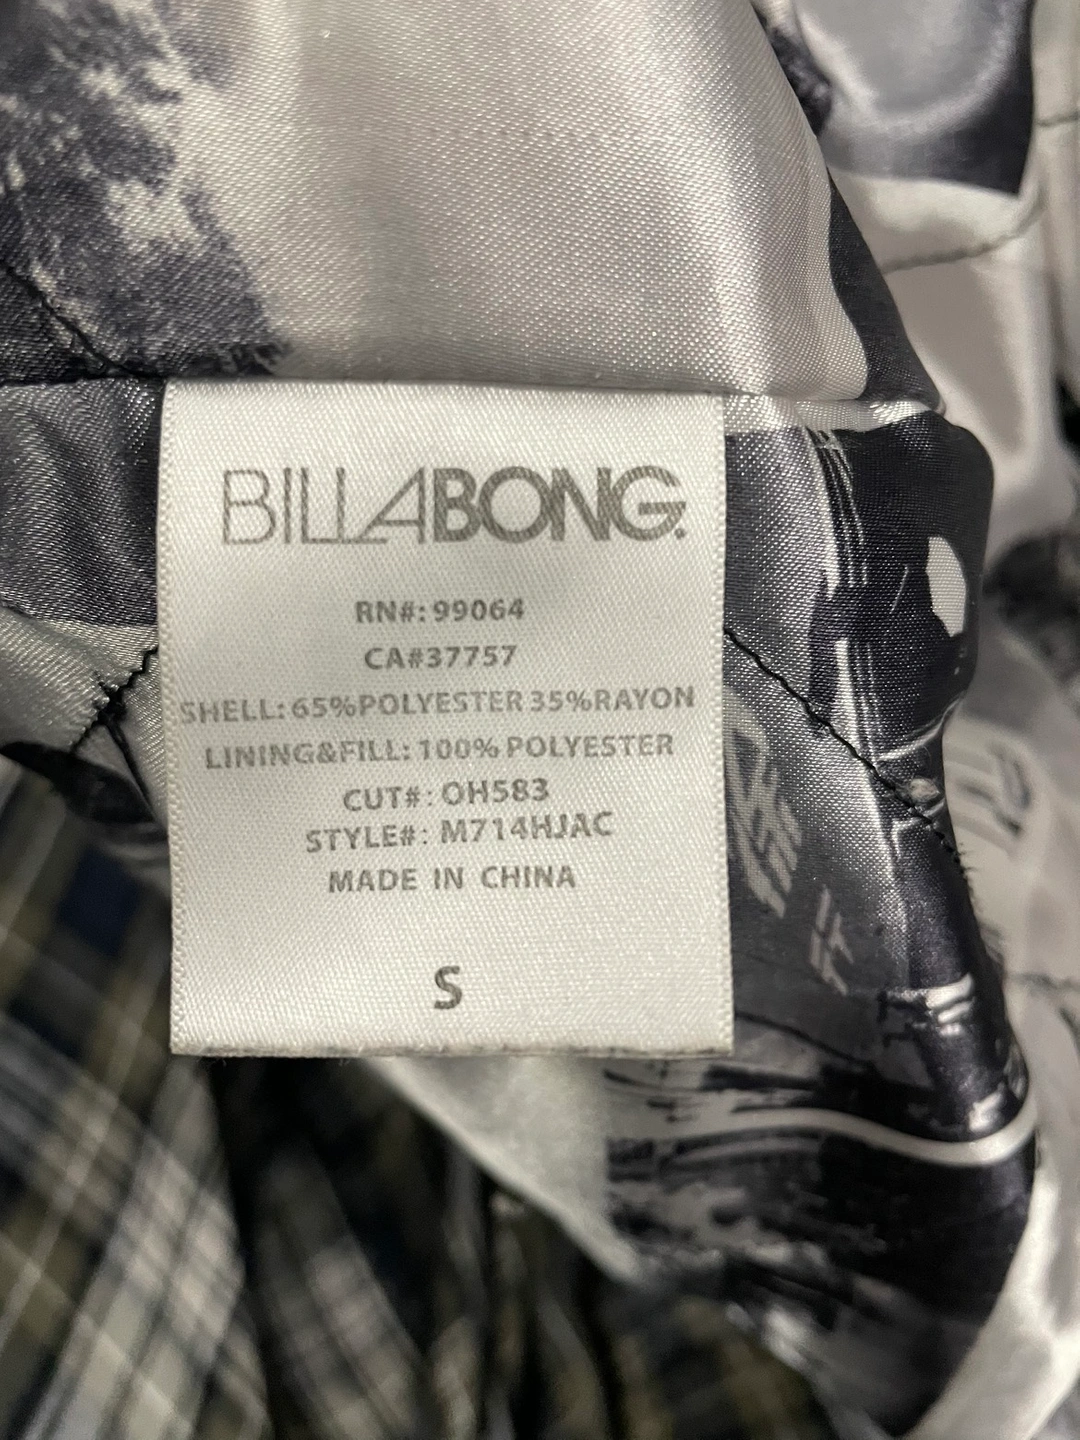 BILLABONG.
RN#: 99064
CA#37757
SHELL: 65%POLYESTER 35%RAYON
LINING&FILL: 100% POLYESTER
CUT#: OH583
STYLE#: M714HJAC
MADE IN CHINA
S